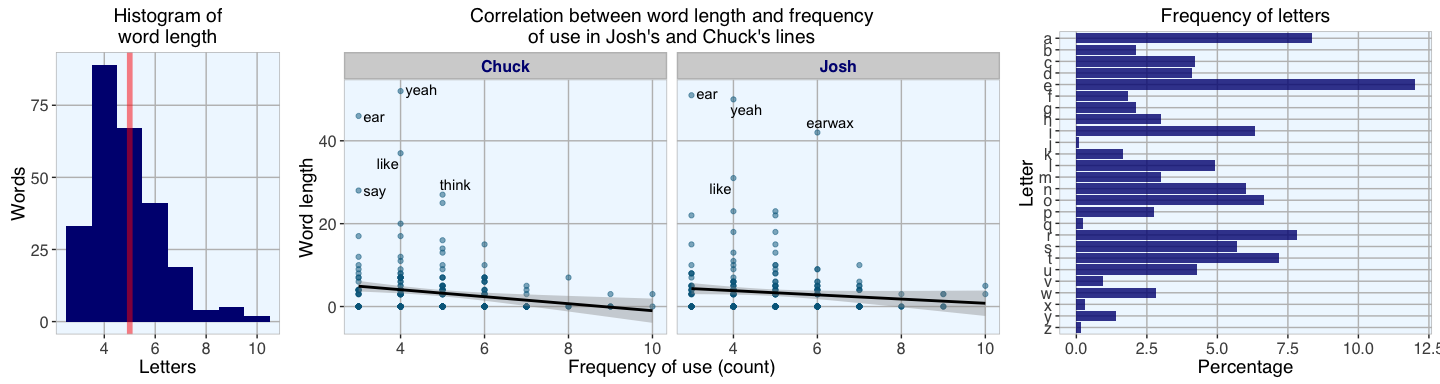 Histogram of
word length
Words
75
50
25
0
4 6 8 10
Letters
Correlation between word length and frequency
of use in Josh's and Chuck's lines
Chuck
Josh
Word length
40
20
0
yeah
ear
like
say
think
ear
yeah
earwax
like
4 6 8 10
4 6 8 10
Frequency of use (count)
Frequency of letters
Letter
a
b
c
d
e
f
g
h
i
j
k
l
m
n
o
p
q
r
s
t
u
v
w
x
y
z
0.0 2.5 5.0 7.5 10.0 12.5
Percentage